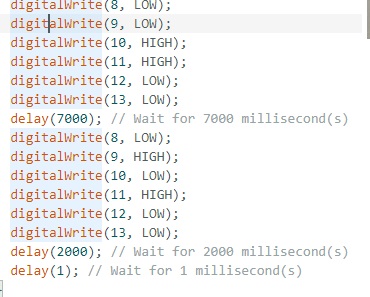 digitalWrite(8, LOW);
digitalWrite(9, LOW);
digitalWrite(10, HIGH);
digitalWrite(11, HIGH);
digitalWrite(12, LOW);
digitalWrite(13, LOW);
delay(7000); // Wait for 7000 millisecond(s)
digitalWrite(8, LOW);
digitalWrite(9, HIGH);
digitalWrite(10, LOW);
digitalWrite(11, HIGH);
digitalWrite(12, LOW);
digitalWrite(13, LOW);
delay(2000); // Wait for 2000 millisecond(s)
delay(1); // Wait for 1 millisecond(s)